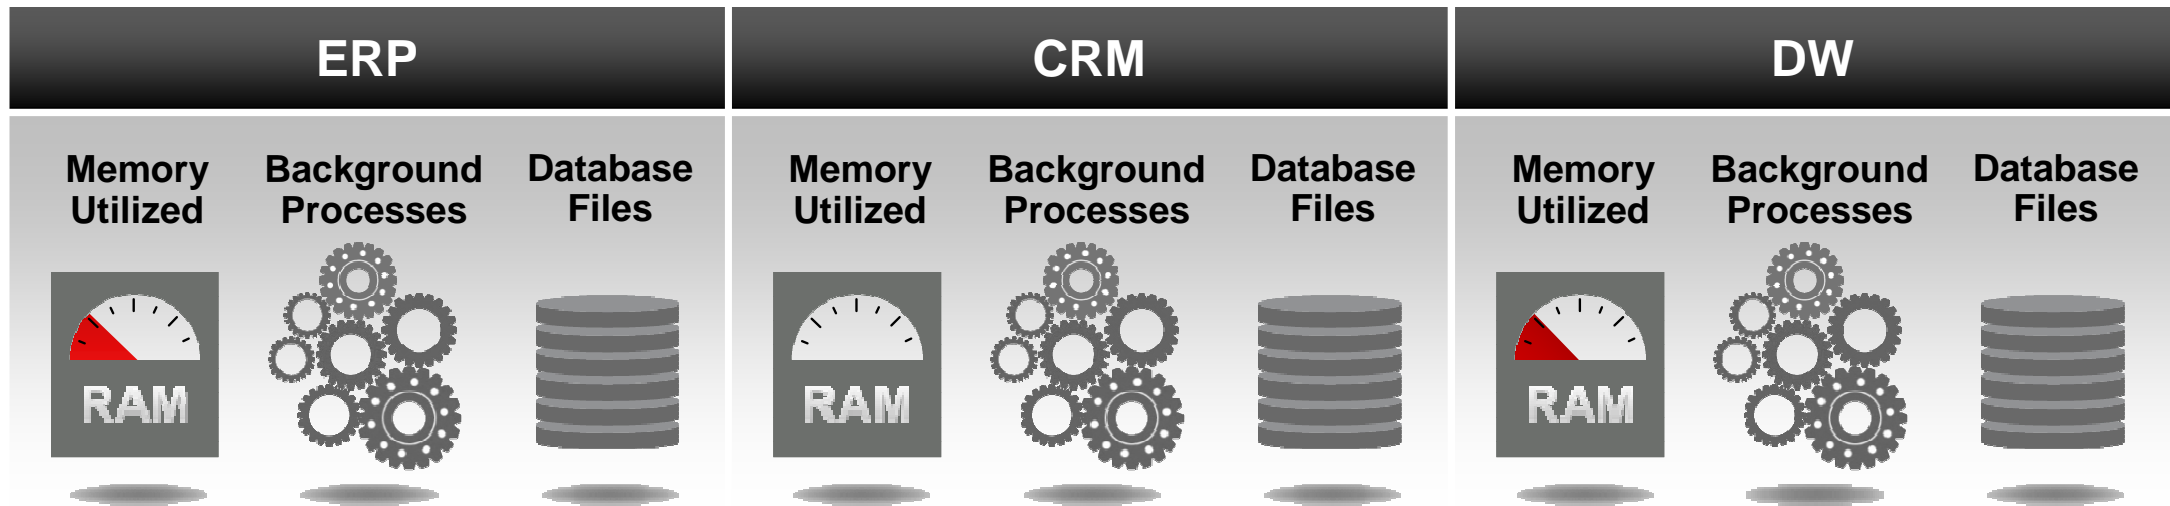 ERP
Memory
Utilized
Background
Processes
Database
Files
RAM
CRM
Memory
Utilized
Background
Processes
Database
Files
RAM
DW
Memory
Utilized
Background
Processes
Database
Files
RAM